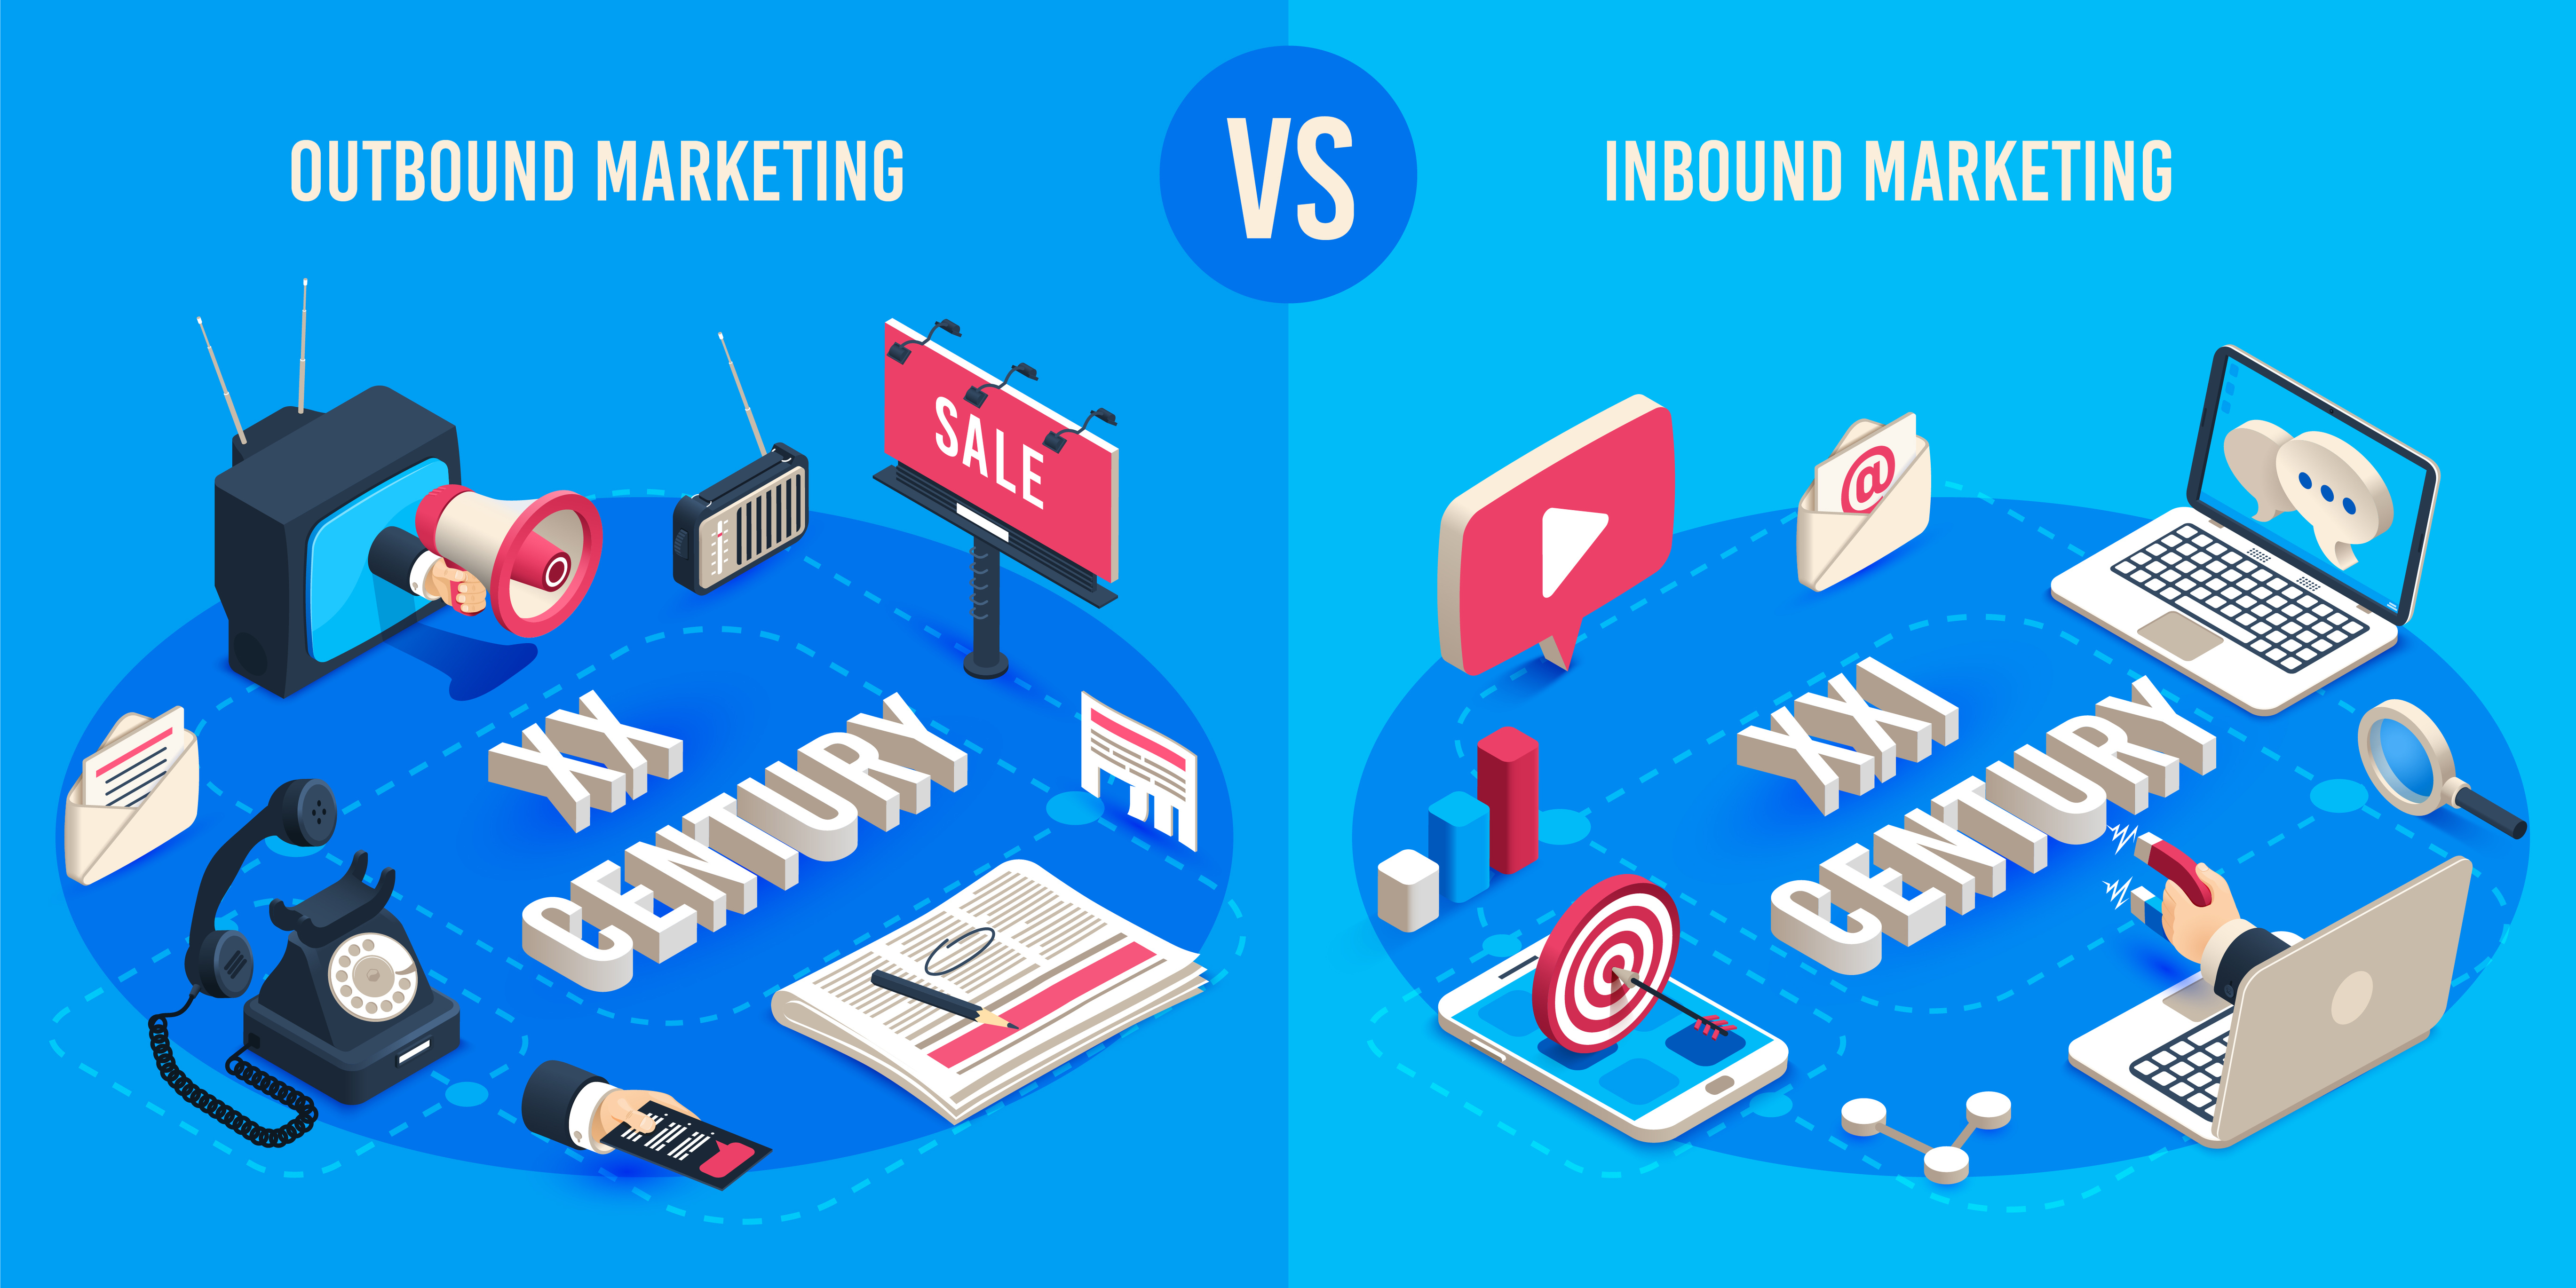 OUTBOUND MARKETING
VS
INBOUND MARKETING
SALE
@
XX
CENTURY
XXI
CENTURY